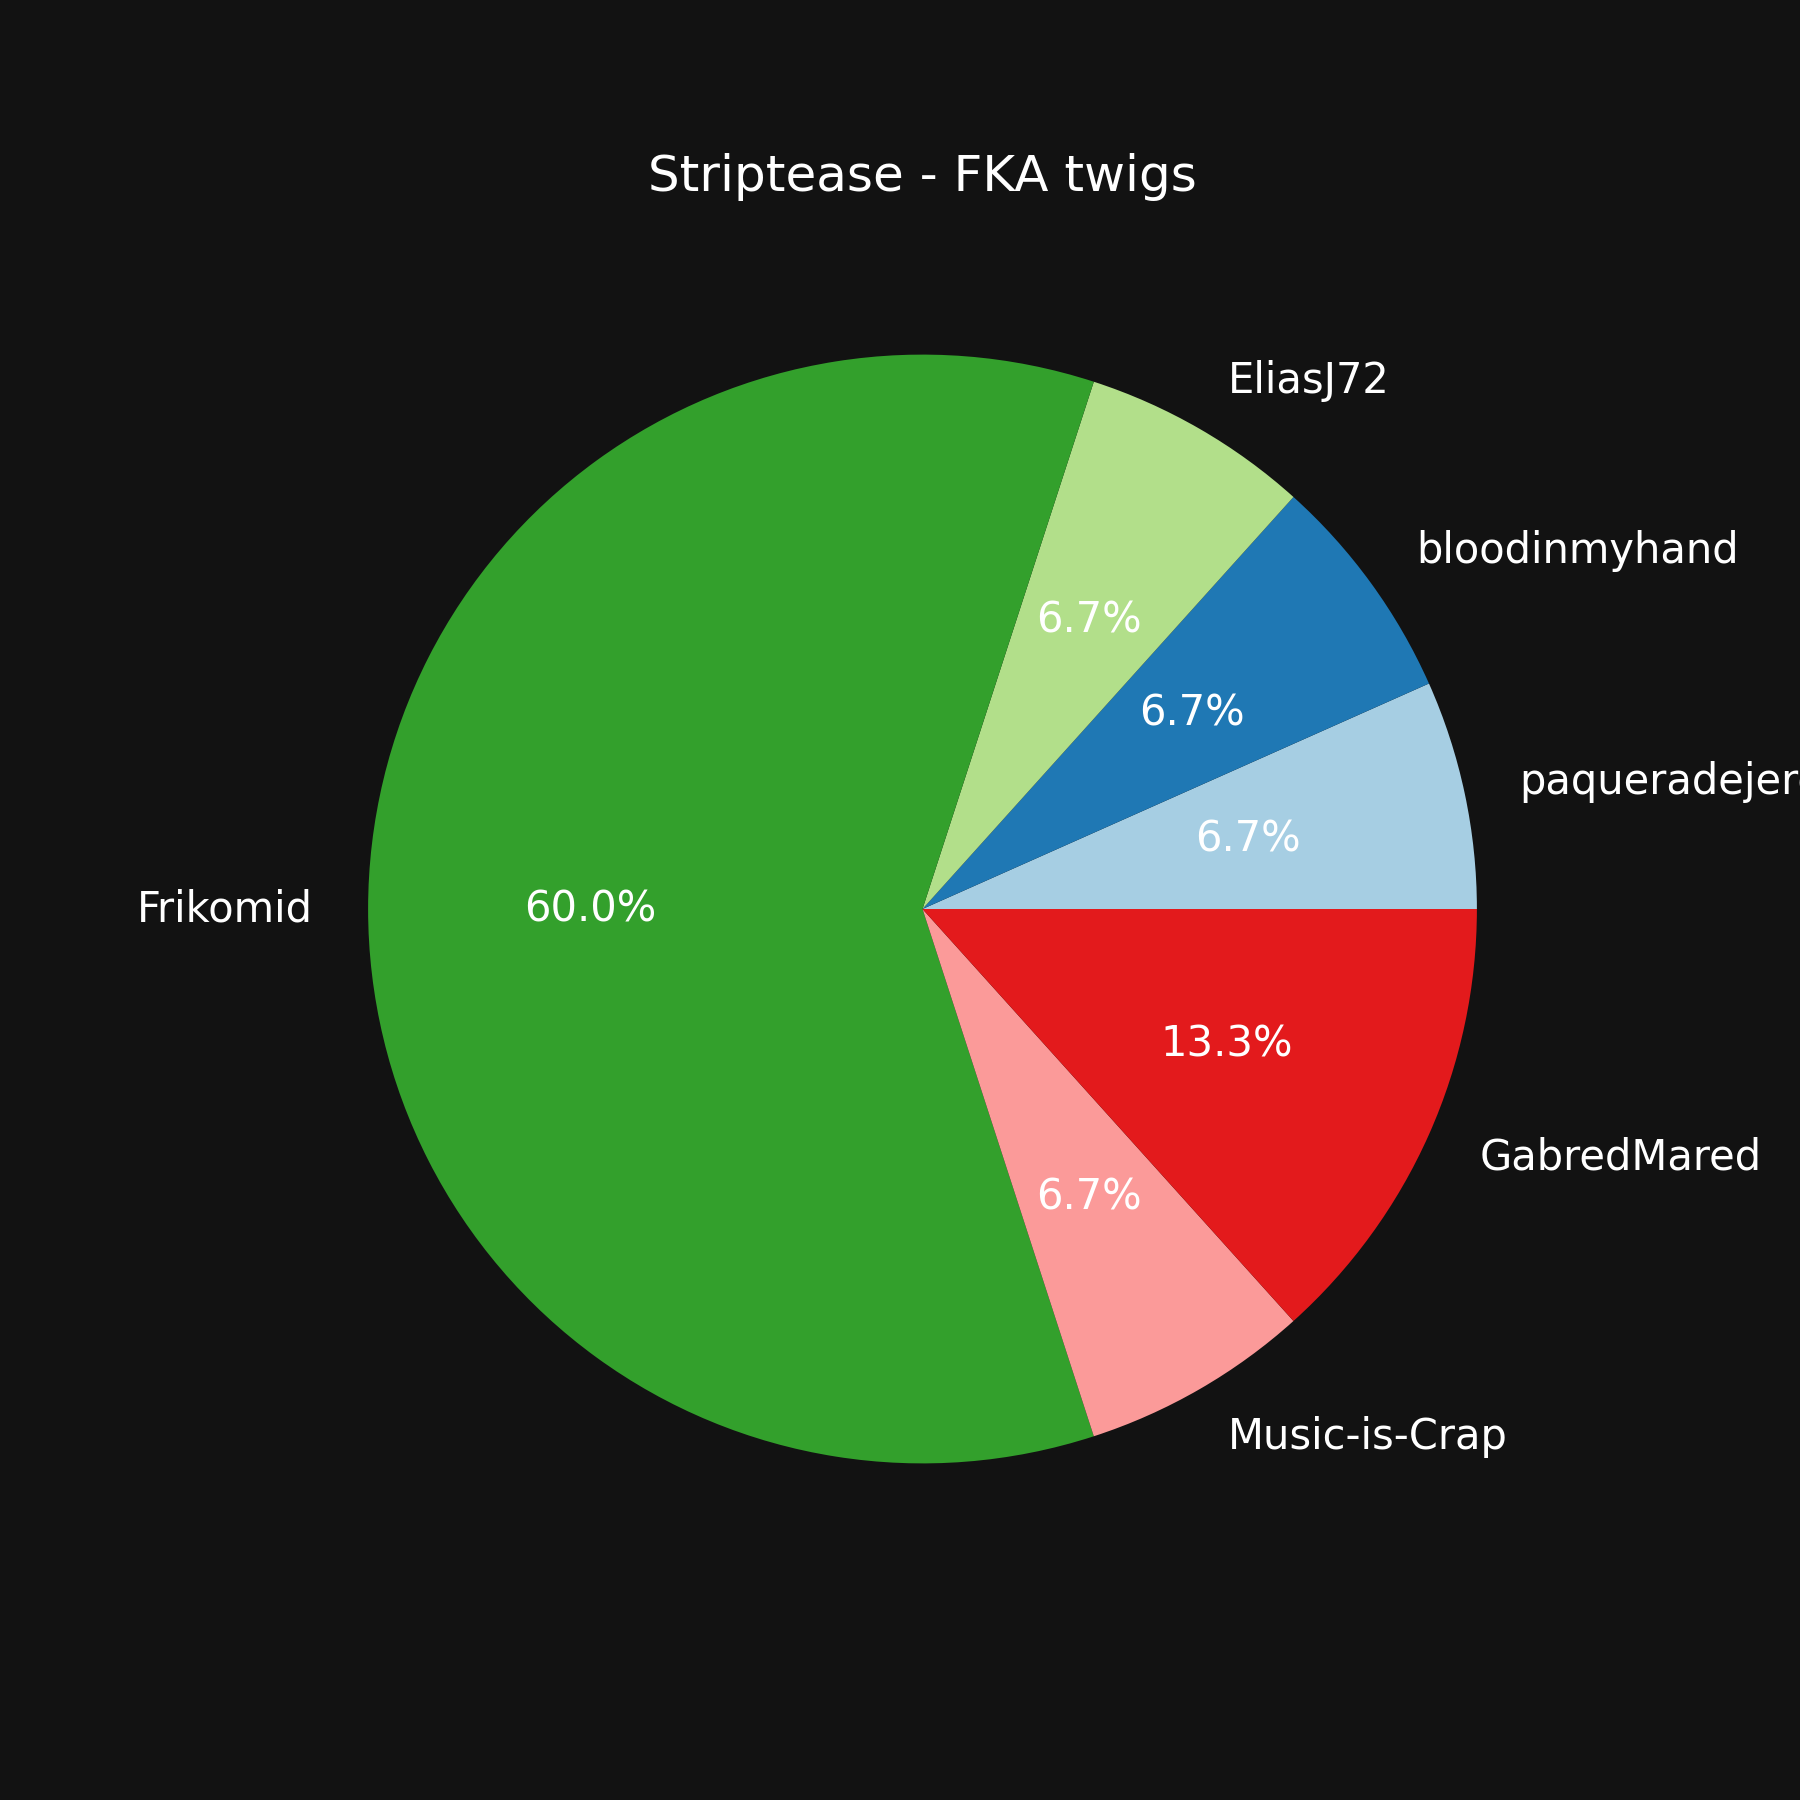 Striptease - FKA twigs
EliasJ72
bloodinmyhand
6.7%
6.7%
paqueradejer
6.7%
Frikomid
60.0%
13.3%
GabredMared
6.7%
Music-is-Crap